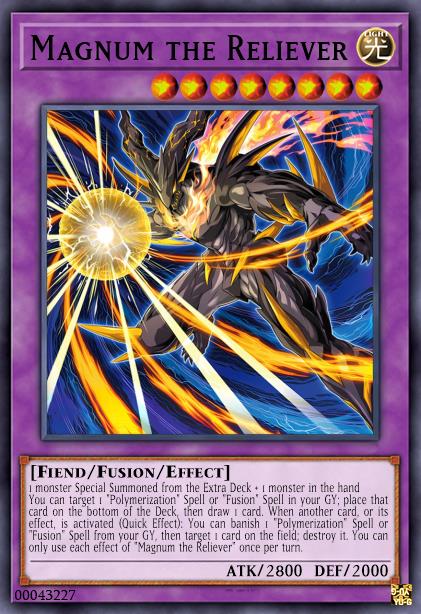 MAGNUM THE RELIEVER
LIGHT
光
[FIEND/FUSION/EFFECT]
1 monster Special Summoned from the Extra Deck + 1 monster in the hand
You can target 1 "Polymerization" Spell or "Fusion" Spell in your GY; place that
card on the bottom of the Deck, then draw 1 card. When another card, or its
effect, is activated (Quick Effect): You can banish 1 "Polymerization" Spell or
"Fusion" Spell from your GY, then target 1 card on the field; destroy it. You can
only use each effect of "Magnum the Reliever" once per turn.
ATK/2800 DEF/2000
00043227